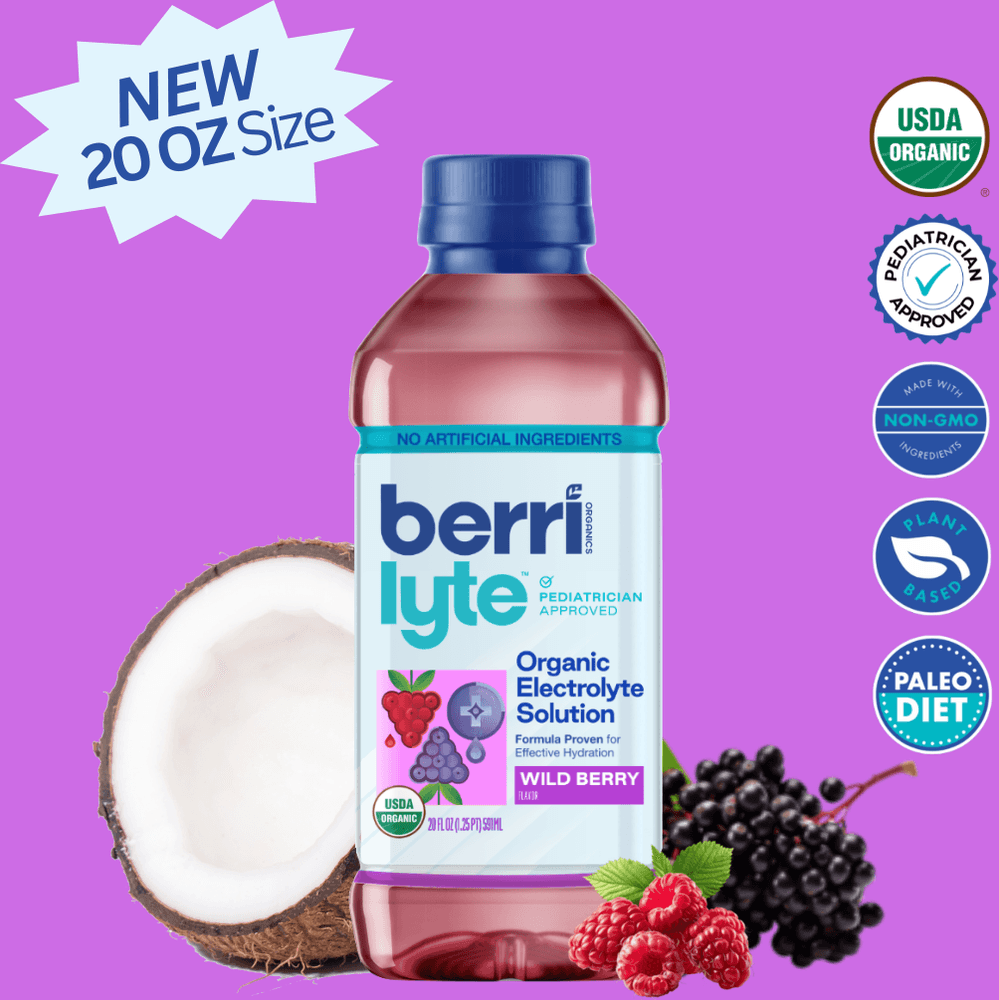 NEW
20 OZ Size
USDA
ORGANIC
®
PEDIATRICIAN
APPROVED
MADE WITH
NON-GMO
INGREDIENTS
PLANT
BASED
PALEO
DIET
NO ARTIFICIAL INGREDIENTS
berri
ORGANICS
lyte™
PEDIATRICIAN
APPROVED
Organic
Electrolyte
Solution
Formula Proven for
Effective Hydration
WILD BERRY
FLAVOR
USDA
ORGANIC
20 FL OZ (1.25 PT) 591ML